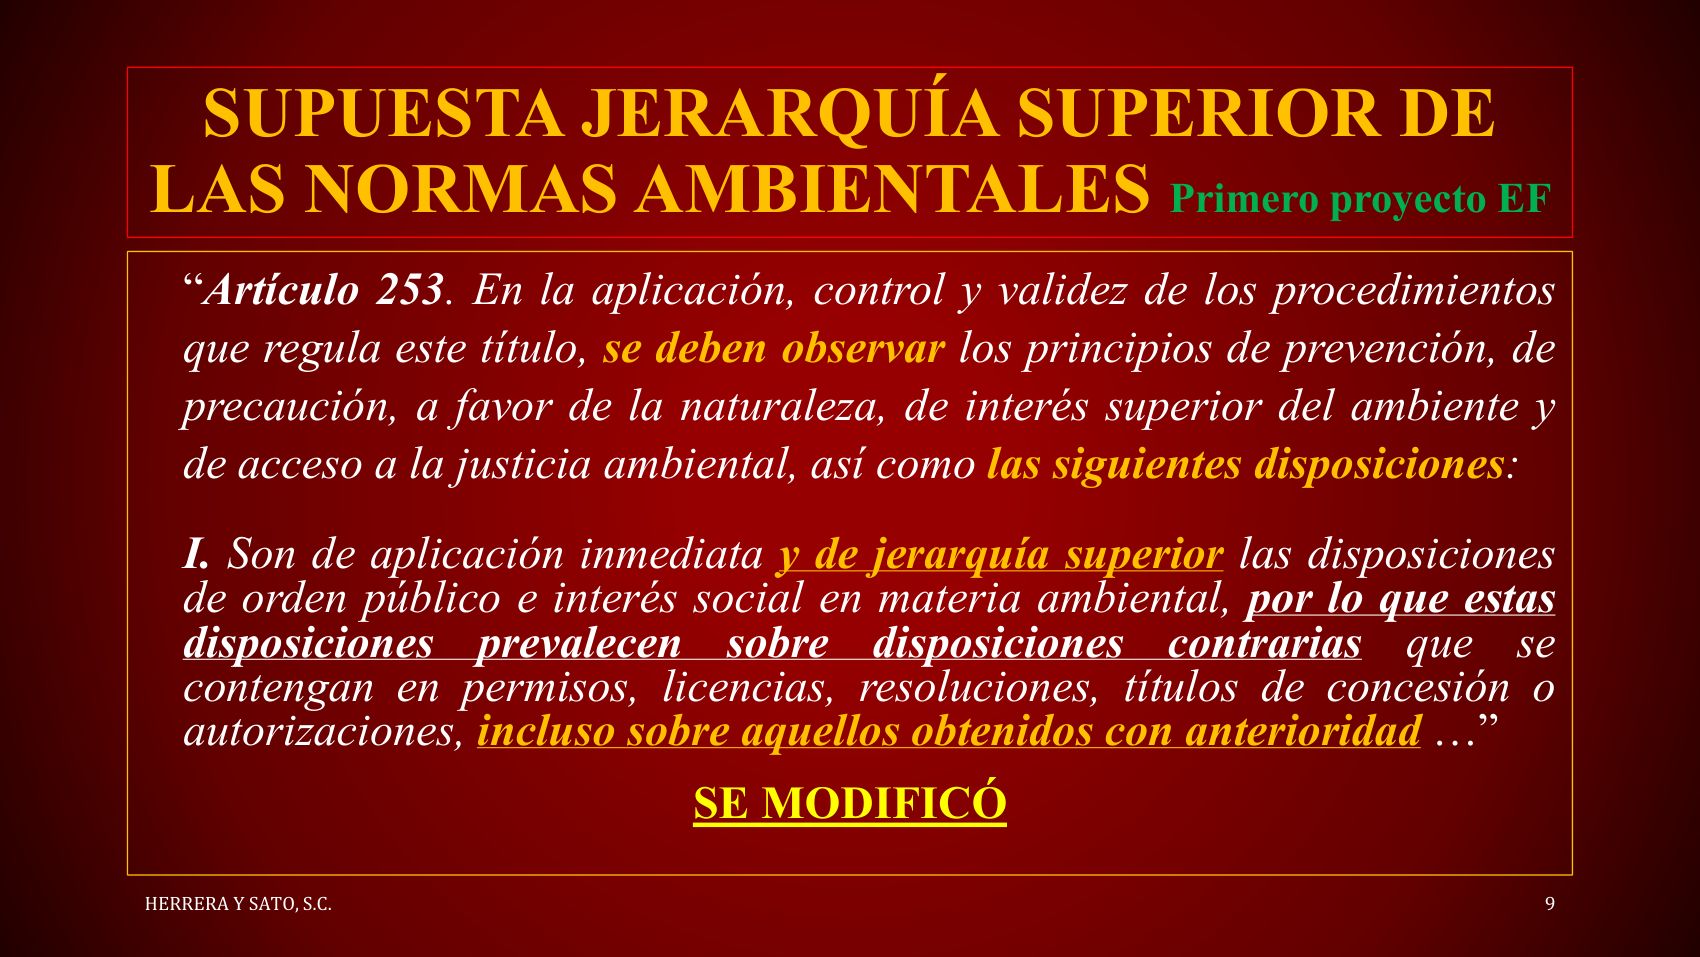 SUPUESTA JERARQUÍA SUPERIOR DE
LAS NORMAS AMBIENTALES Primero proyecto EF
“Artículo 253. En la aplicación, control y validez de los procedimientos
que regula este título, se deben observar los principios de prevención, de
precaución, a favor de la naturaleza, de interés superior del ambiente y
de acceso a la justicia ambiental, así como las siguientes disposiciones:
I. Son de aplicación inmediata y de jerarquía superior las disposiciones
de orden público e interés social en materia ambiental, por lo que estas
disposiciones prevalecen sobre disposiciones contrarias que se
contengan en permisos, licencias, resoluciones, títulos de concesión o
autorizaciones, incluso sobre aquellos obtenidos con anterioridad …”
SE MODIFICÓ
HERRERA Y SATO, S.C.
9